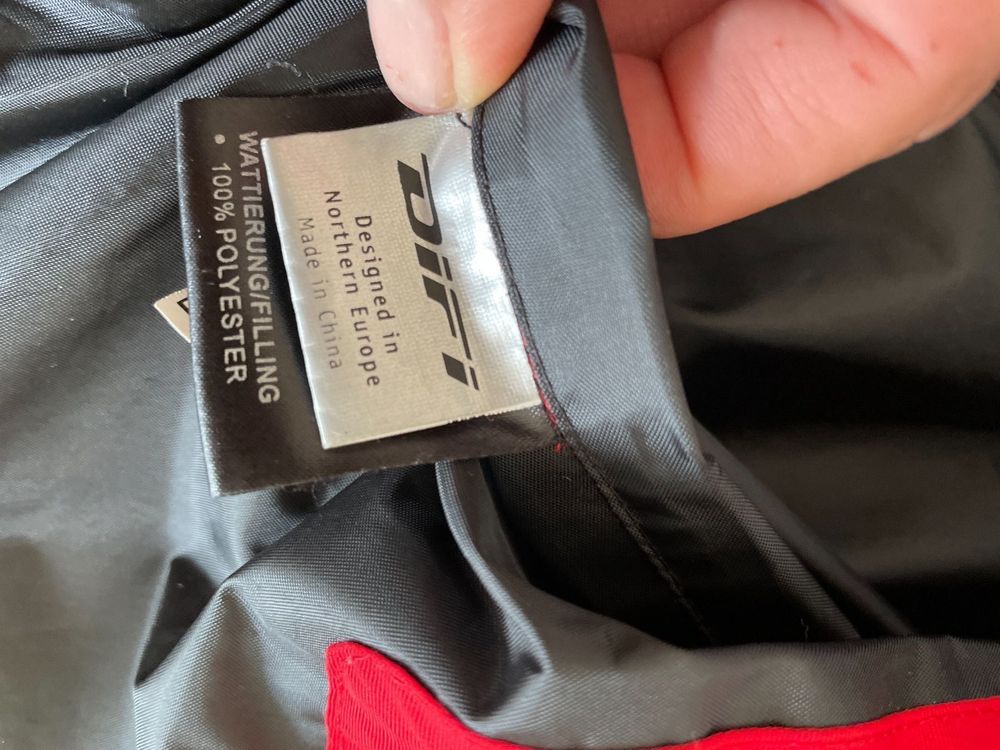 DIFI
Designed in
Northern Europe
Made in China
WATTIERUNG/FILLING
• 100% POLYESTER